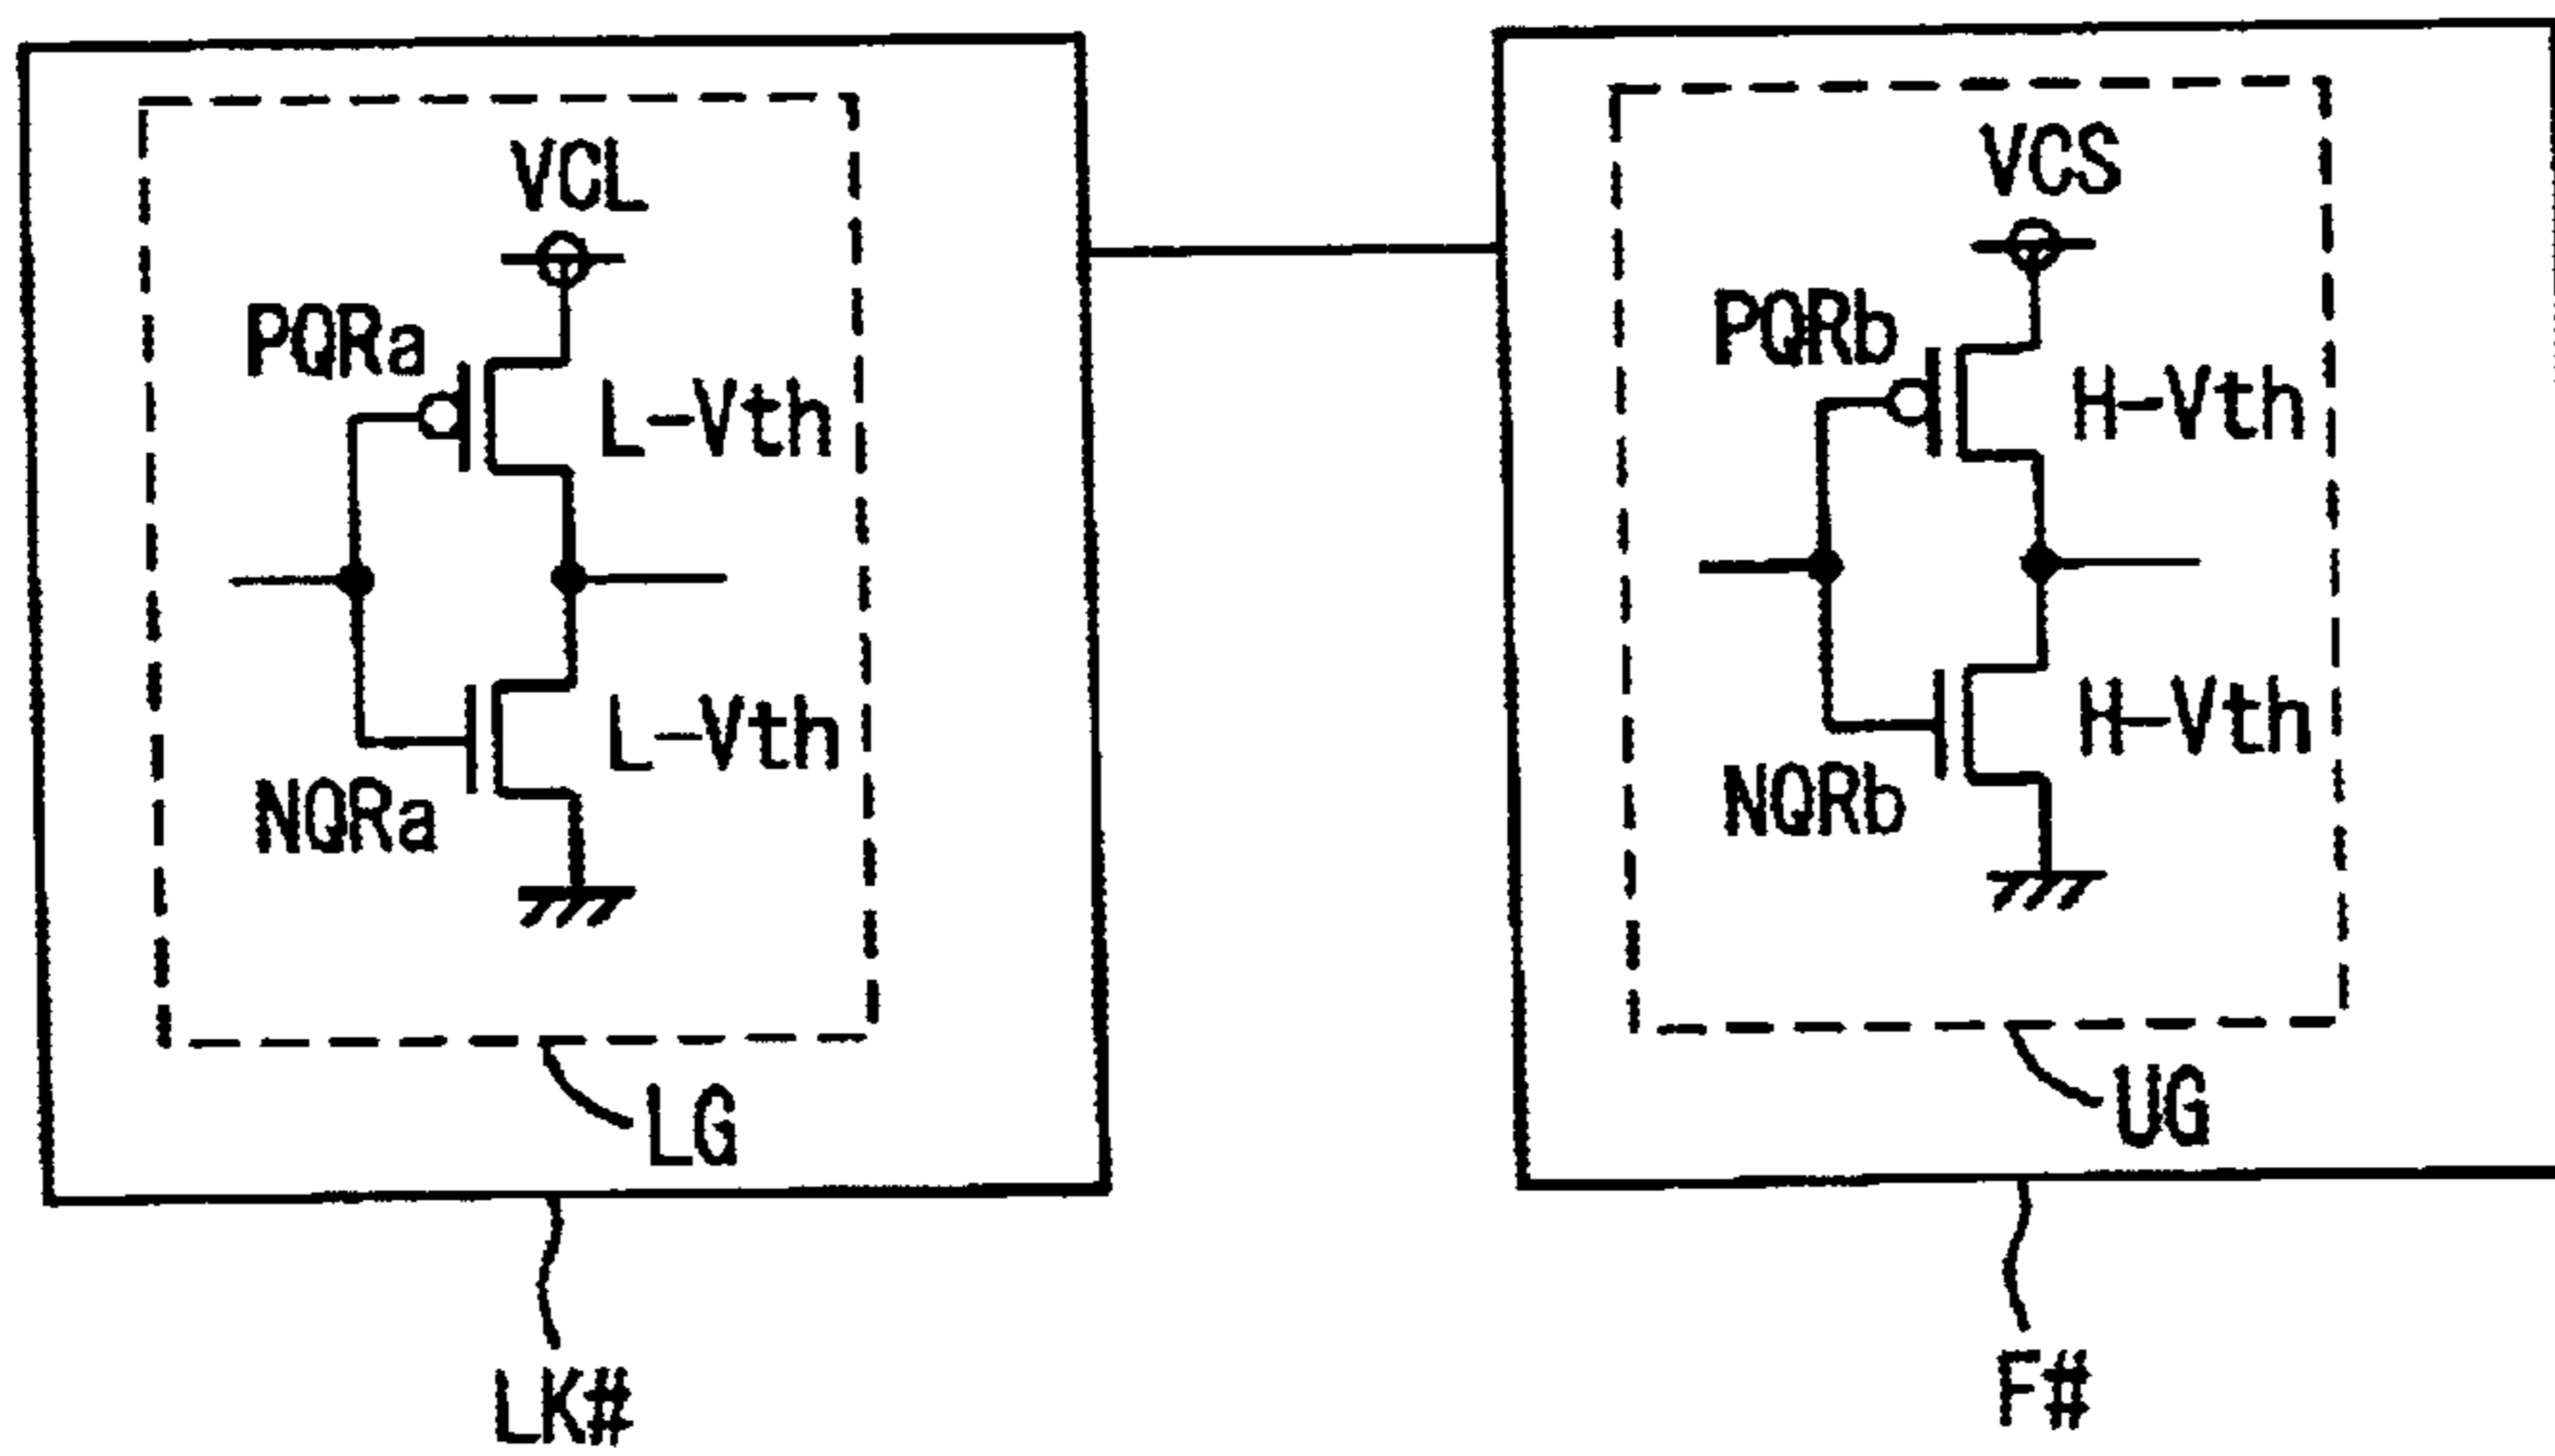 VCL
PQRa
L-Vth
L-Vth
NQRa
LG
LK#
VCS
PQRb
H-Vth
H-Vth
NQRb
UG
F#